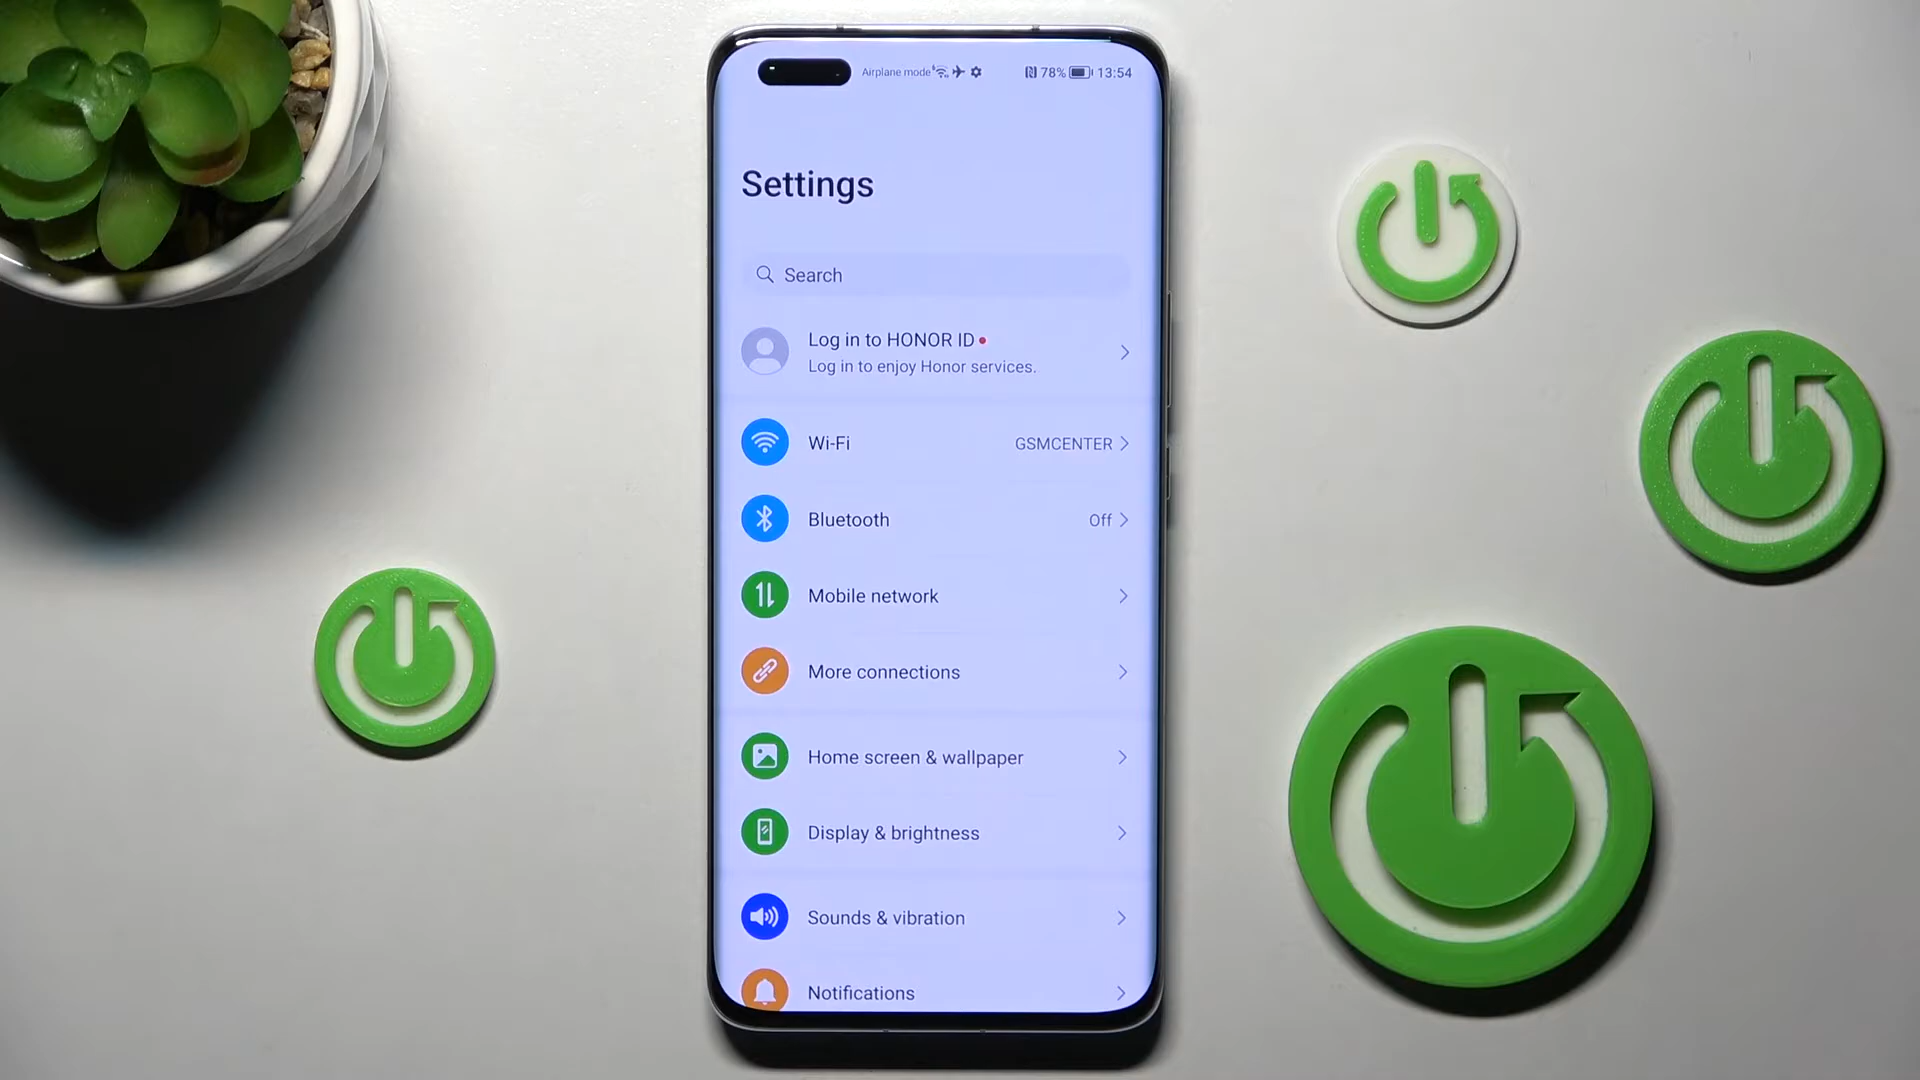 Airplane mode 78% 13:54
Settings
Search
Log in to HONOR ID
Log in to enjoy Honor services.
Wi-Fi GSMCENTER
Bluetooth Off
Mobile network
More connections
Home screen & wallpaper
Display & brightness
Sounds & vibration
Notifications